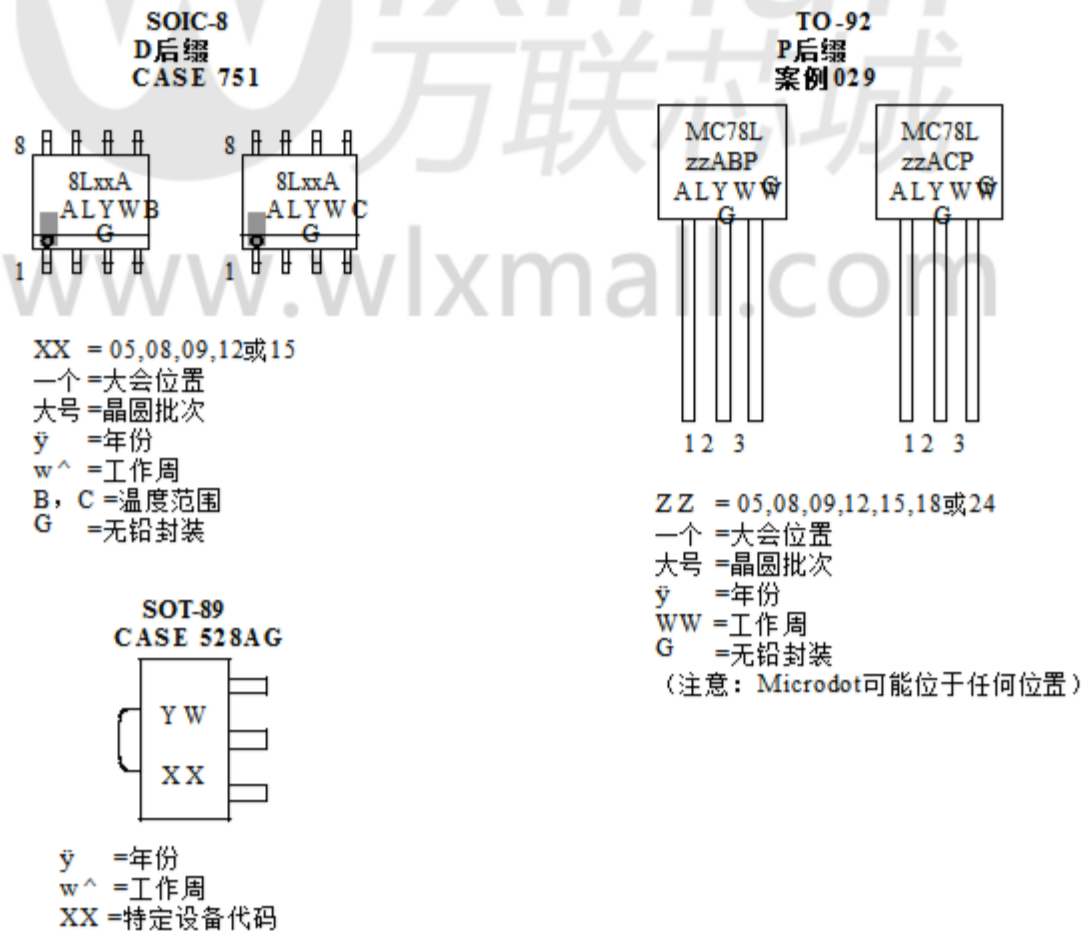 SOIC-8
D后缀
CASE 751
8
8LxxA
ALYWB
G
1
8
8LxxA
ALYWC
G
1
XX = 05,08,09,12或15
一个 =大会位置
大号 =晶圆批次
ÿ =年份
w^ =工作周
B，C =温度范围
G =无铅封装
SOT-89
CASE 528AG
YW
XX
ÿ =年份
w^ =工作周
XX =特定设备代码
TO-92
P后缀
案例029
MC78L
zzABP
ALYWW G
G
12 3
MC78L
zzACP
ALYWW G
G
12 3
ZZ = 05,08,09,12,15,18或24
一个 =大会位置
大号 =晶圆批次
ÿ =年份
WW =工作周
G =无铅封装
（注意：Microdot可能位于任何位置）
万联芯城
www.wlxmall.com